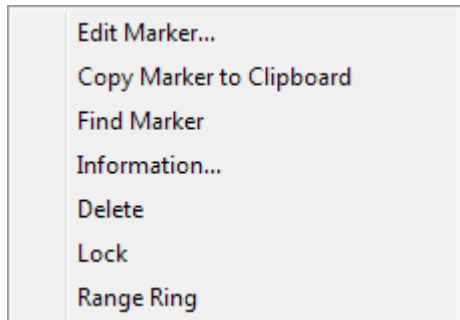 Edit Marker...
Copy Marker to Clipboard
Find Marker
Information...
Delete
Lock
Range Ring